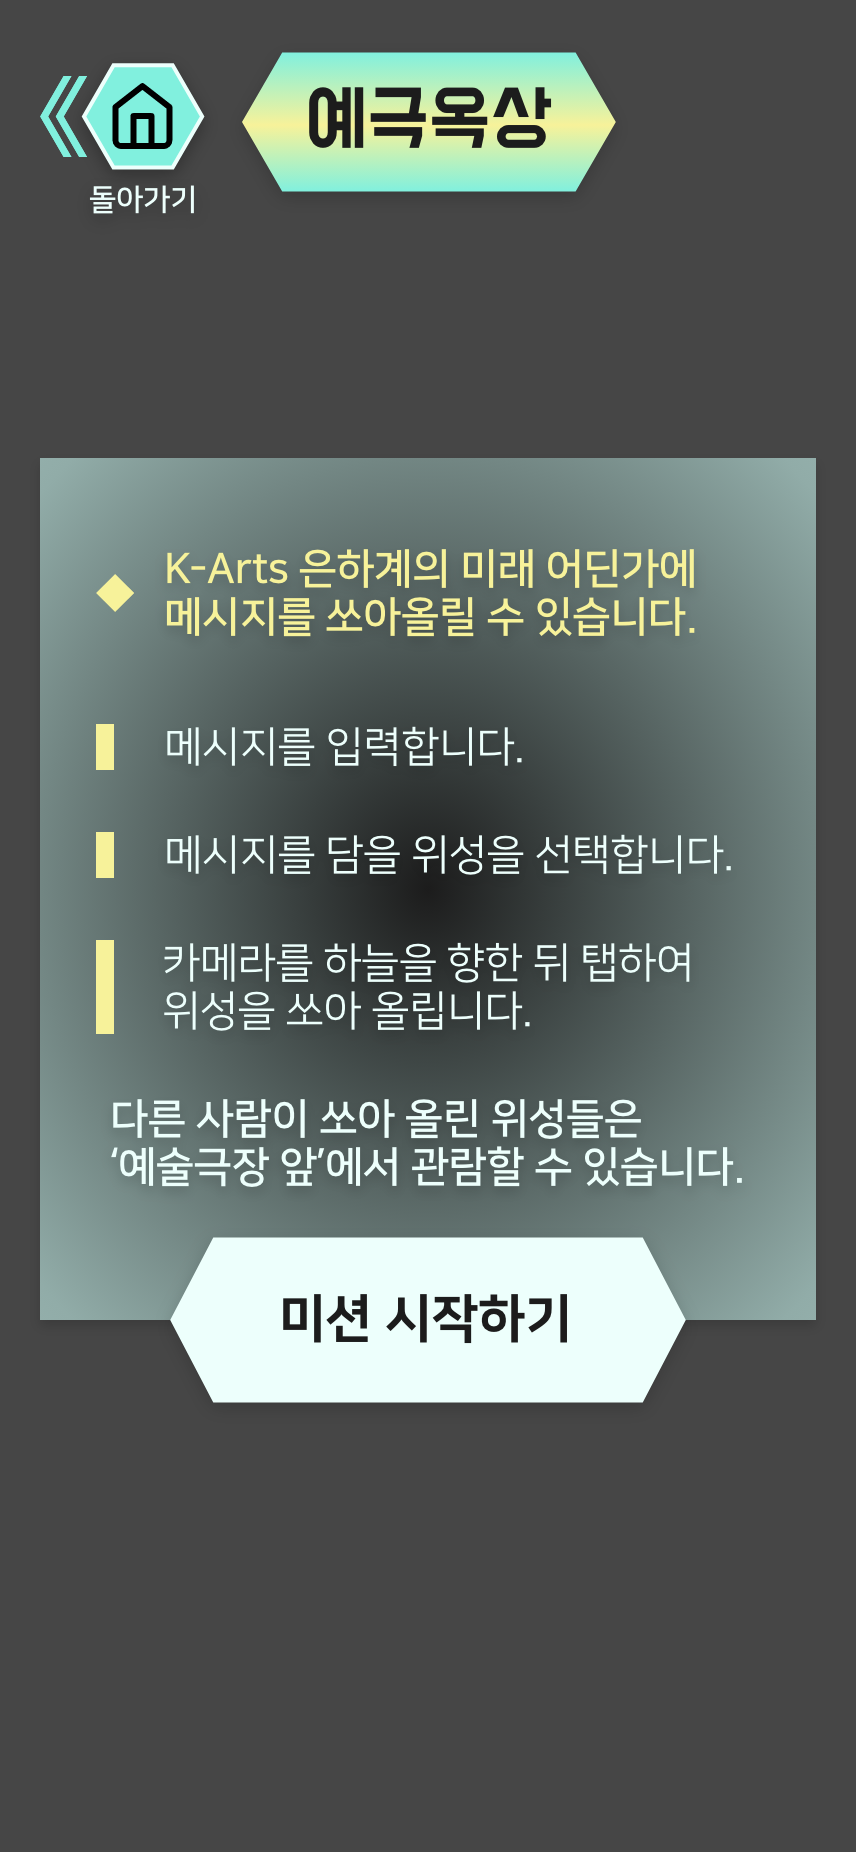 예극옥상
돌아가기
K-Arts 은하계의 미래 어딘가에
메시지를 쏘아올릴 수 있습니다.
메시지를 입력합니다.
메시지를 담을 위성을 선택합니다.
카메라를 하늘을 향한 뒤 탭하여
위성을 쏘아 올립니다.
다른 사람이 쏘아 올린 위성들은
‘예술극장 앞’에서 관람할 수 있습니다.
미션 시작하기